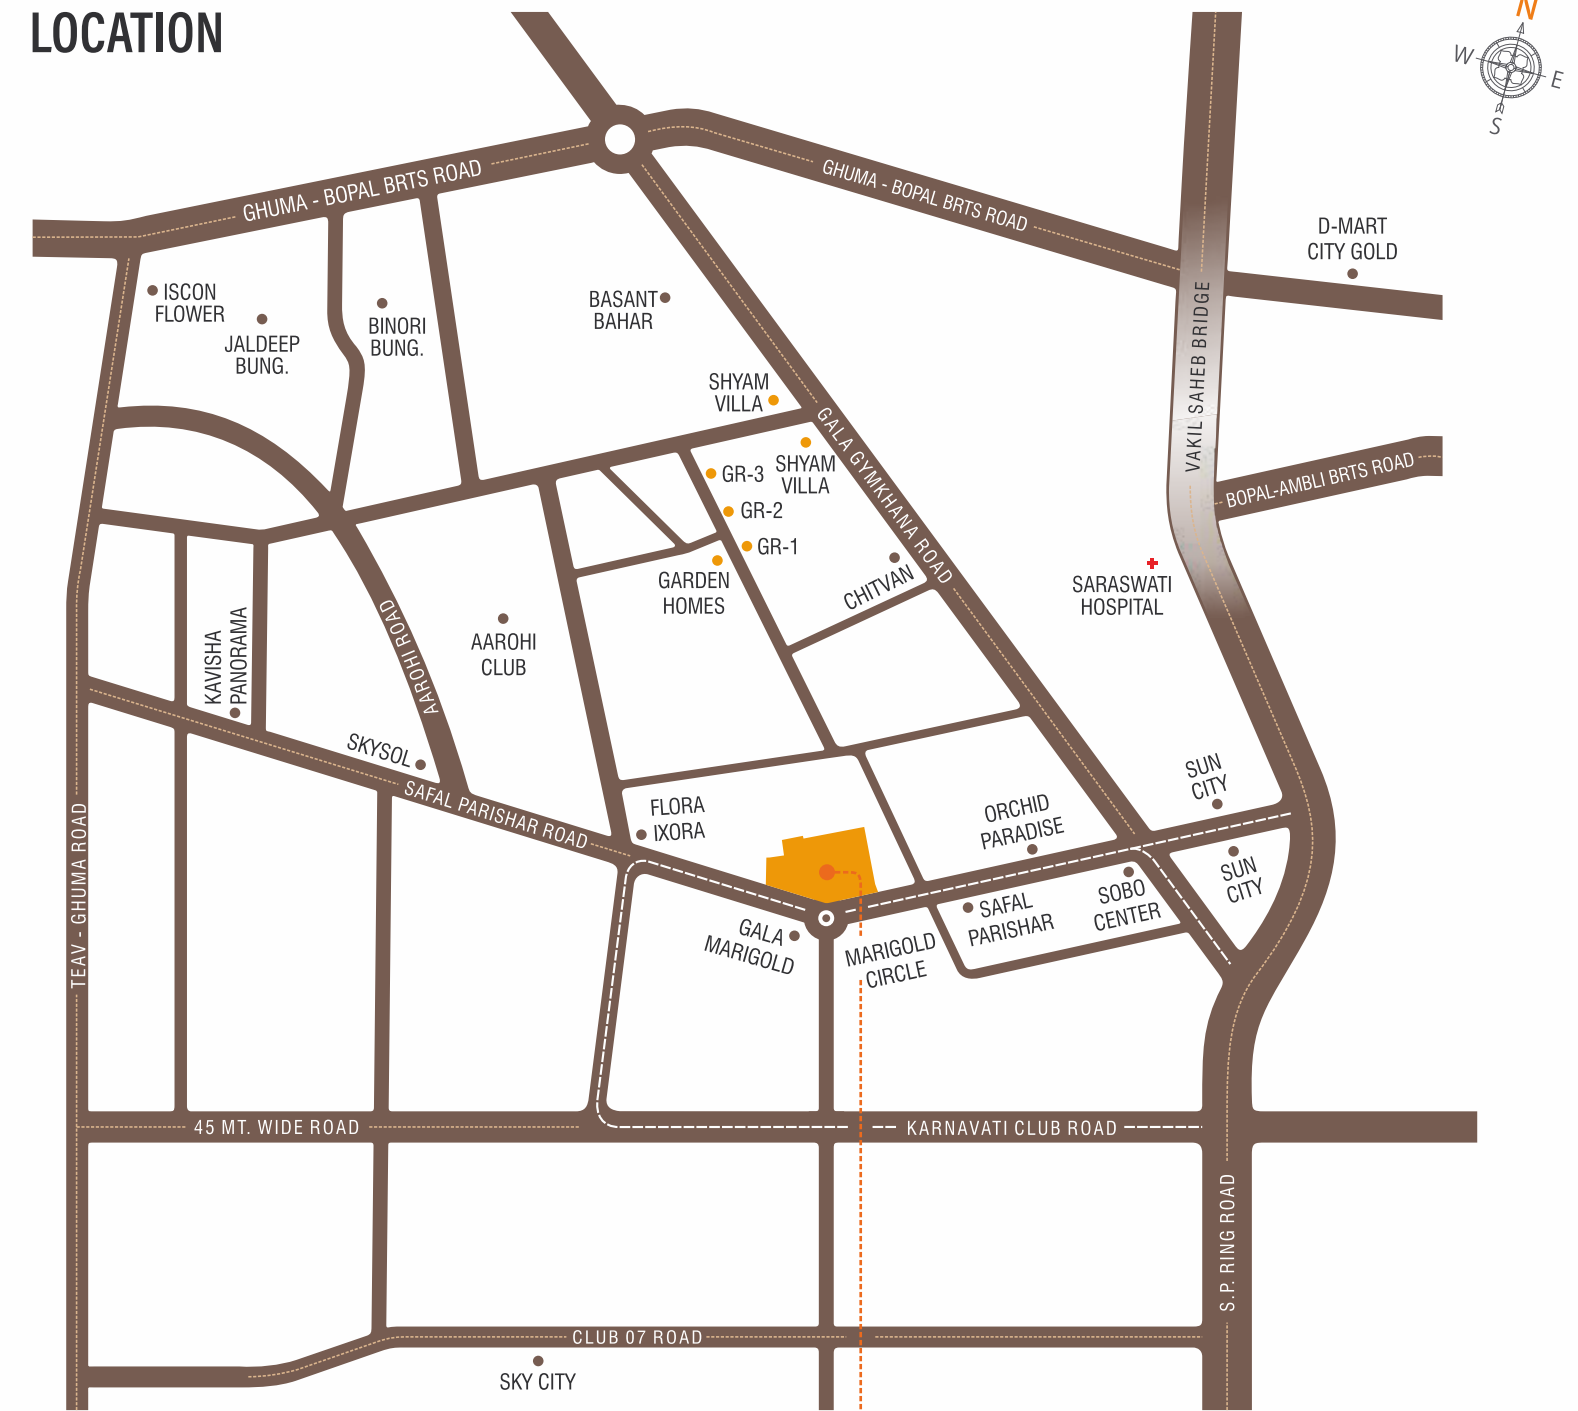 LOCATION
N
W
E
S
GHUMA - BOPAL BRTS ROAD
GHUMA - BOPAL BRTS ROAD
D-MART
CITY GOLD
ISCON
FLOWER
JALDEEP
BUNG.
BINORI
BUNG.
BASANT
BAHAR
VAKIL SAHEB BRIDGE
SHYAM
VILLA
GALA GYMKHANA ROAD
SHYAM
VILLA
GR-3
GR-2
GR-1
BOPAL-AMBLI BRTS ROAD
GARDEN
HOMES
CHITVAN
SARASWATI
HOSPITAL
KAVISHA
PANORAMA
AAROHI ROAD
AAROHI
CLUB
SKYSOL
SAFAL PARISHAR ROAD
FLORA
IXORA
ORCHID
PARADISE
SUN
CITY
SUN
CITY
TEAV - GHUMA ROAD
GALA
MARIGOLD
MARIGOLD
CIRCLE
SAFAL
PARISHAR
SOBO
CENTER
45 MT. WIDE ROAD
KARNAVATI CLUB ROAD
S.P. RING ROAD
CLUB 07 ROAD
SKY CITY